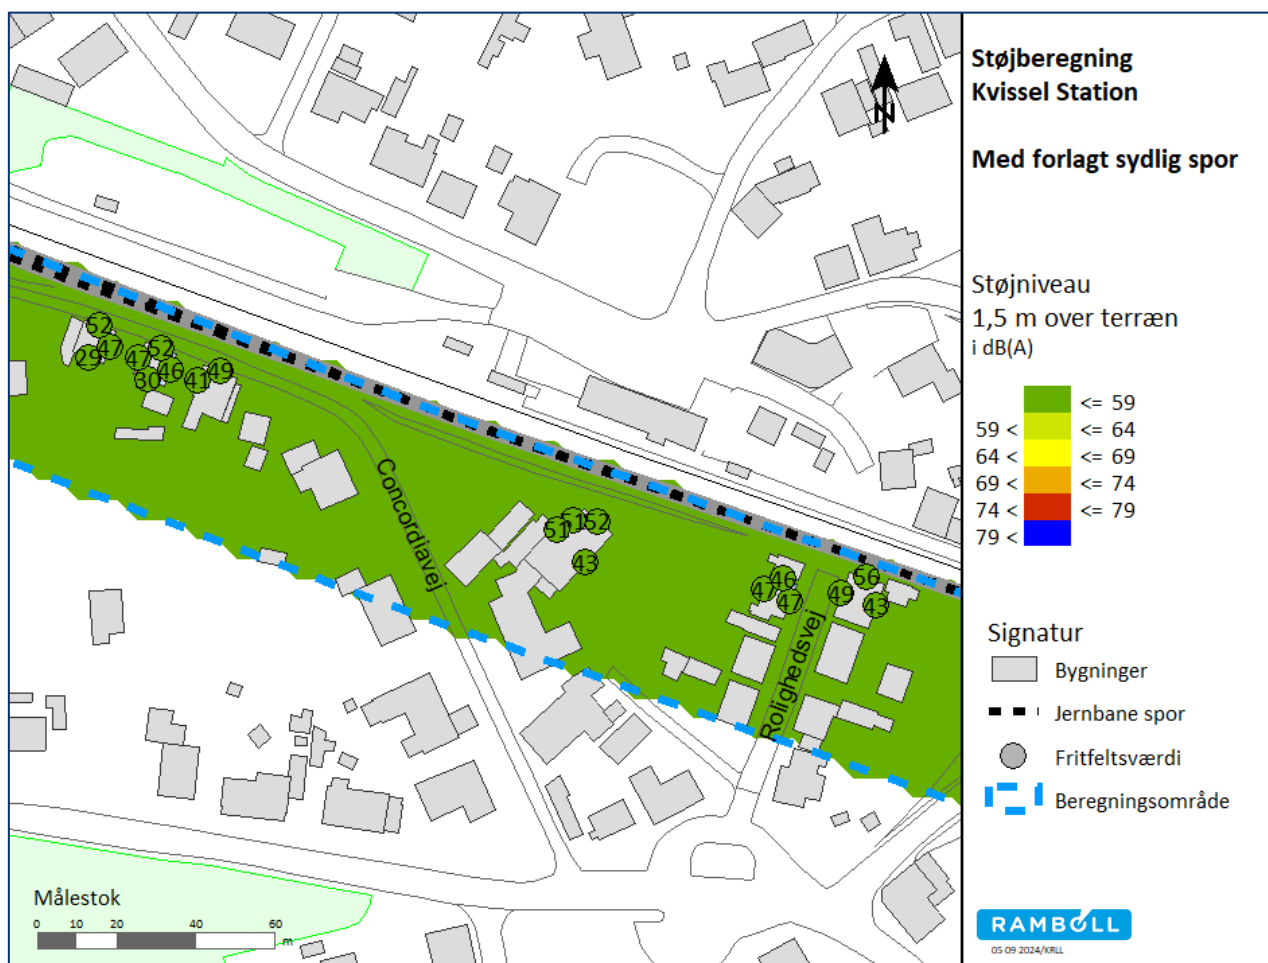 Støjberegning
Kvissel Station
Med forlagt sydlig spor
N
Støjniveau
1,5 m over terræn
i dB(A)
<= 59
59 < <= 64
64 < <= 69
69 < <= 74
74 < <= 79
79 <
Signatur
Bygninger
Jernbane spor
Fritfeltsværdi
Beregningsområde
RAMBOLL
05 09 2024/KRLL
52
47
29
52
47
46
30
41
49
Concordiavej
51
51
52
43
46
47
47
56
49
43
Rolighedsvej
Målestok
0 10 20 40 60
m